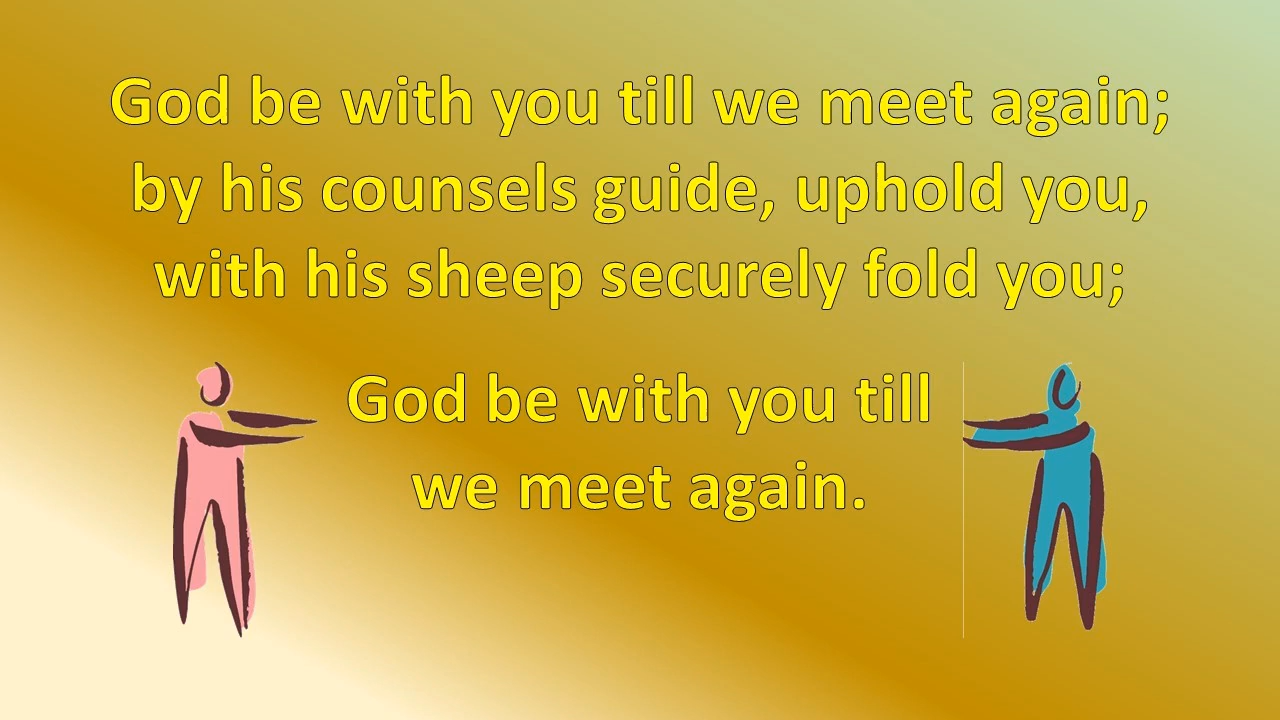 God be with you till we meet again;
by his counsels guide, uphold you,
with his sheep securely fold you;
God be with you till
we meet again.